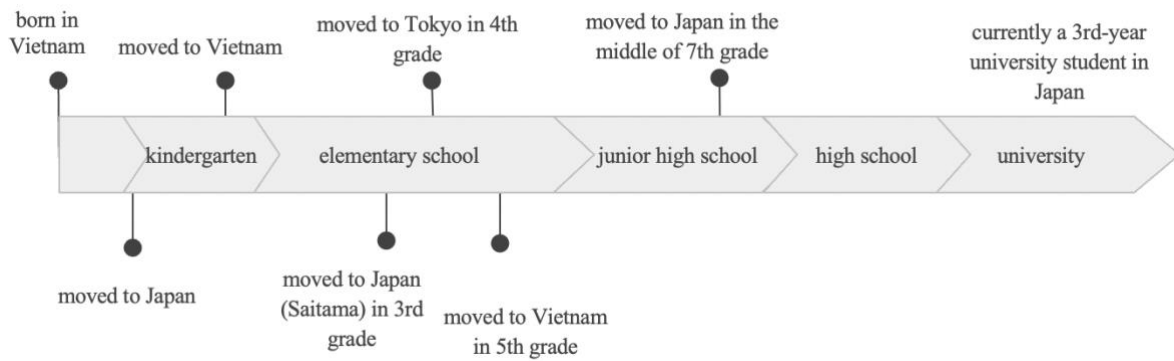 born in
Vietnam
moved to Vietnam
moved to Tokyo in 4th
grade
moved to Japan in the
middle of 7th grade
currently a 3rd-year
university student in
Japan
kindergarten
elementary school
junior high school
high school
university
moved to Japan
moved to Japan
(Saitama) in 3rd
grade
moved to Vietnam
in 5th grade